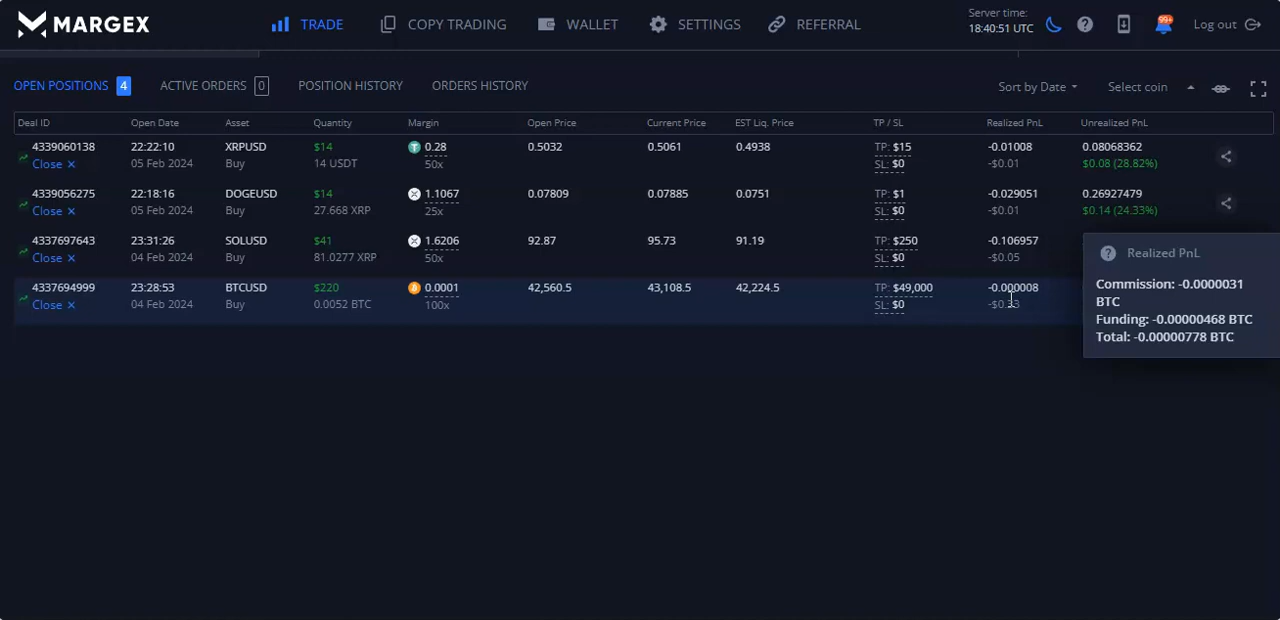 MARGEX
TRADE
COPY TRADING
WALLET
SETTINGS
REFERRAL
Server time:
18:40:51 UTC
99+
Log out
OPEN POSITIONS 4
ACTIVE ORDERS 0
POSITION HISTORY
ORDERS HISTORY
Sort by Date
Select coin
Deal ID Open Date Asset Quantity Margin Open Price Current Price EST Liq. Price TP / SL Realized PnL Unrealized PnL
4339060138 22:22:10 XRPUSD $14 0.28 0.5032 0.5061 0.4938 TP: $15 -0.01008 0.08068362
Close × 05 Feb 2024 Buy 14 USDT 50x SL: $0 -$0.01 $0.08 (28.82%)
4339056275 22:18:16 DOGEUSD $14 1.1067 0.07809 0.07885 0.0751 TP: $1 -0.029051 0.26927479
Close × 05 Feb 2024 Buy 27.668 XRP 25x SL: $0 -$0.01 $0.14 (24.33%)
4337697643 23:31:26 SOLUSD $41 1.6206 92.87 95.73 91.19 TP: $250 -0.106957
Close × 04 Feb 2024 Buy 81.0277 XRP 50x SL: $0 -$0.05
4337694999 23:28:53 BTCUSD $220 0.0001 42,560.5 43,108.5 42,224.5 TP: $49,000 -0.000008
Close × 04 Feb 2024 Buy 0.0052 BTC 100x SL: $0
? Realized PnL
Commission: -0.0000031
BTC
Funding: -0.00000468 BTC
Total: -0.00000778 BTC